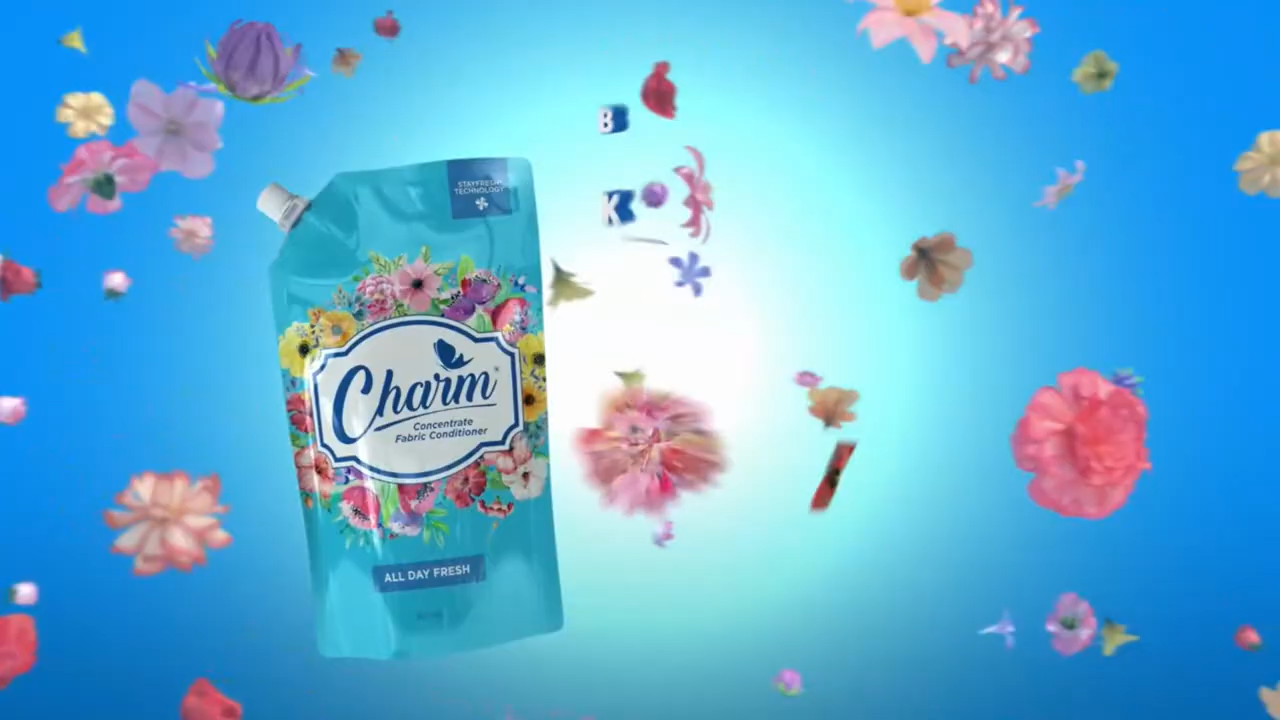 STAYFRESH
TECHNOLOGY
B
K
Charm
Concentrate
Fabric Conditioner
ALL DAY FRESH